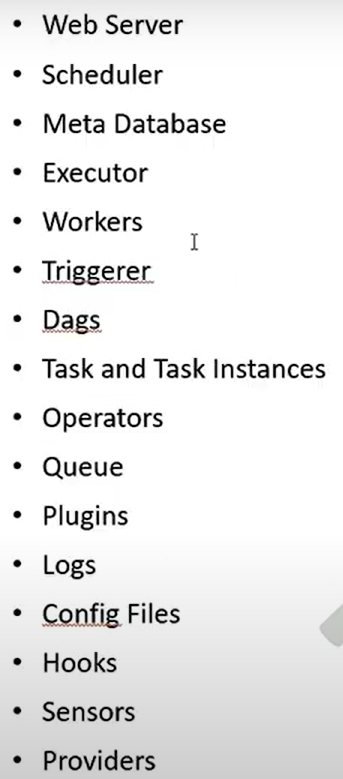 • Web Server
• Scheduler
• Meta Database
• Executor
• Workers
• Triggerer
• Dags
• Task and Task Instances
• Operators
• Queue
• Plugins
• Logs
• Config Files
• Hooks
• Sensors
• Providers